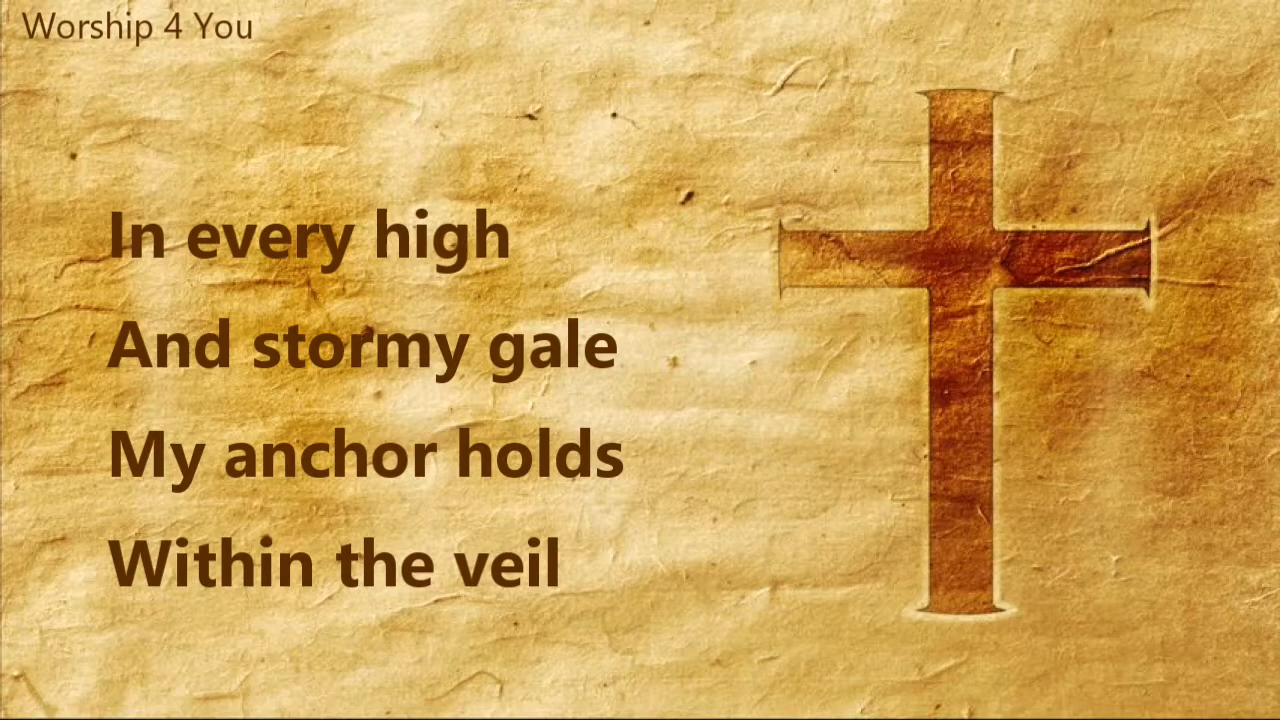 Worship 4 You
In every high
And stormy gale
My anchor holds
Within the veil